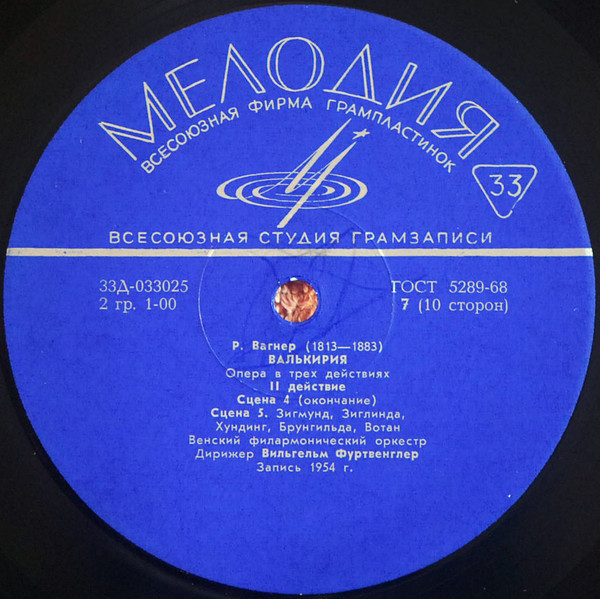 МЕЛОДИЯ
ВСЕСОЮЗНАЯ ФИРМА ГРАМПЛАСТИНОК
33
ВСЕСОЮЗНАЯ СТУДИЯ ГРАМЗАПИСИ
33Д-033025
2 гр. 1-00
ГОСТ 5289-68
7 (10 сторон)
Р. Вагнер (1813—1883)
ВАЛЬКИРИЯ
Опера в трех действиях
II действие
Сцена 4 (окончание)
Сцена 5. Зигмунд, Зиглинда,
Хундинг, Брунгильда, Вотан
Венский филармонический оркестр
Дирижер Вильгельм Фуртвенглер
Запись 1954 г.